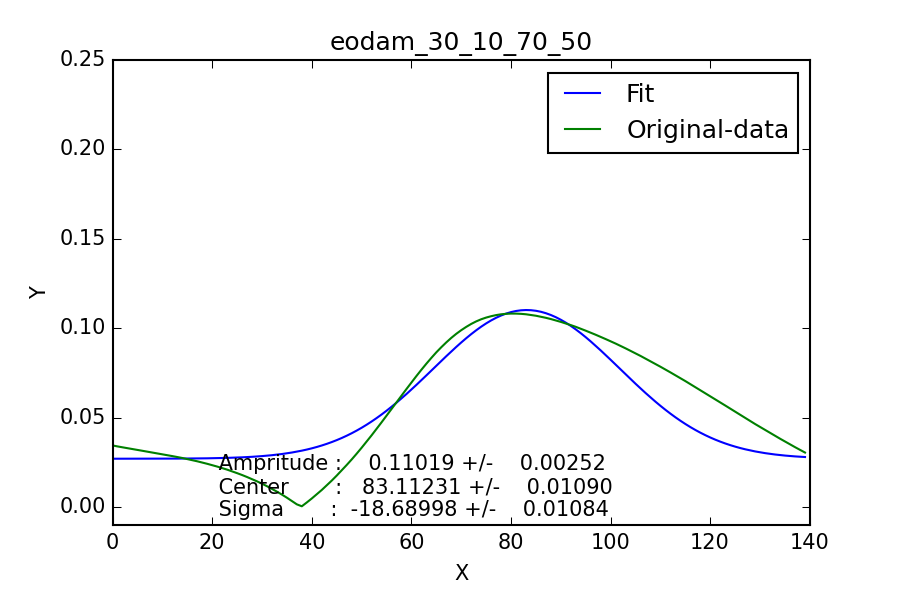 eodam_30_10_70_50
Fit
Original-data
0.25
0.20
0.15
0.10
0.05
0.00
Y
Ampritude : 0.11019 +/- 0.00252
Center : 83.11231 +/- 0.01090
Sigma : -18.68998 +/- 0.01084
0 20 40 60 80 100 120 140
X